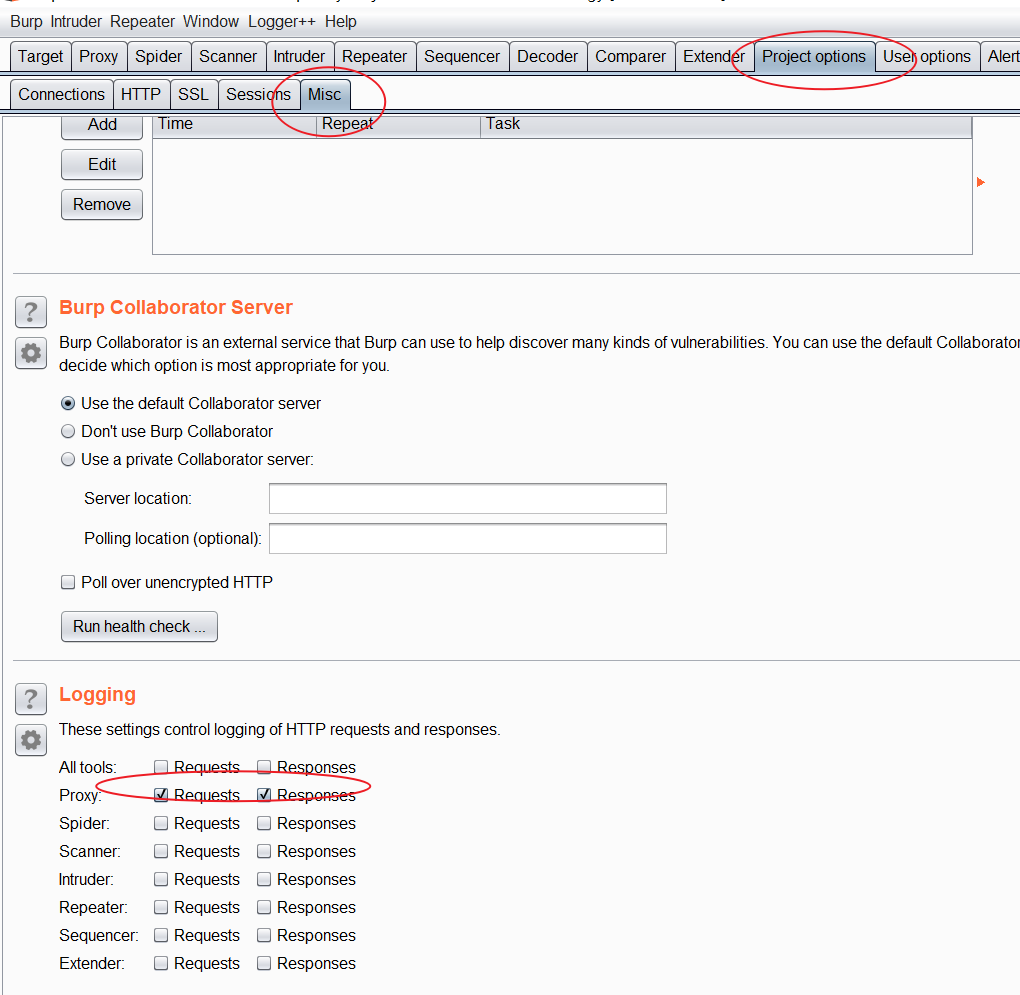 Burp Intruder Repeater Window Logger++ Help
Target Proxy Spider Scanner Intruder Repeater Sequencer Decoder Comparer Extender Project options User options Alert
Connections HTTP SSL Sessions Misc
Add Time Repeat Task
Edit
Remove
? Burp Collaborator Server
Burp Collaborator is an external service that Burp can use to help discover many kinds of vulnerabilities. You can use the default Collaborator
decide which option is most appropriate for you.
Use the default Collaborator server
Don't use Burp Collaborator
Use a private Collaborator server:
Server location:
Polling location (optional):
Poll over unencrypted HTTP
Run health check ...
? Logging
These settings control logging of HTTP requests and responses.
All tools: Requests Responses
Proxy: Requests Responses
Spider: Requests Responses
Scanner: Requests Responses
Intruder: Requests Responses
Repeater: Requests Responses
Sequencer: Requests Responses
Extender: Requests Responses